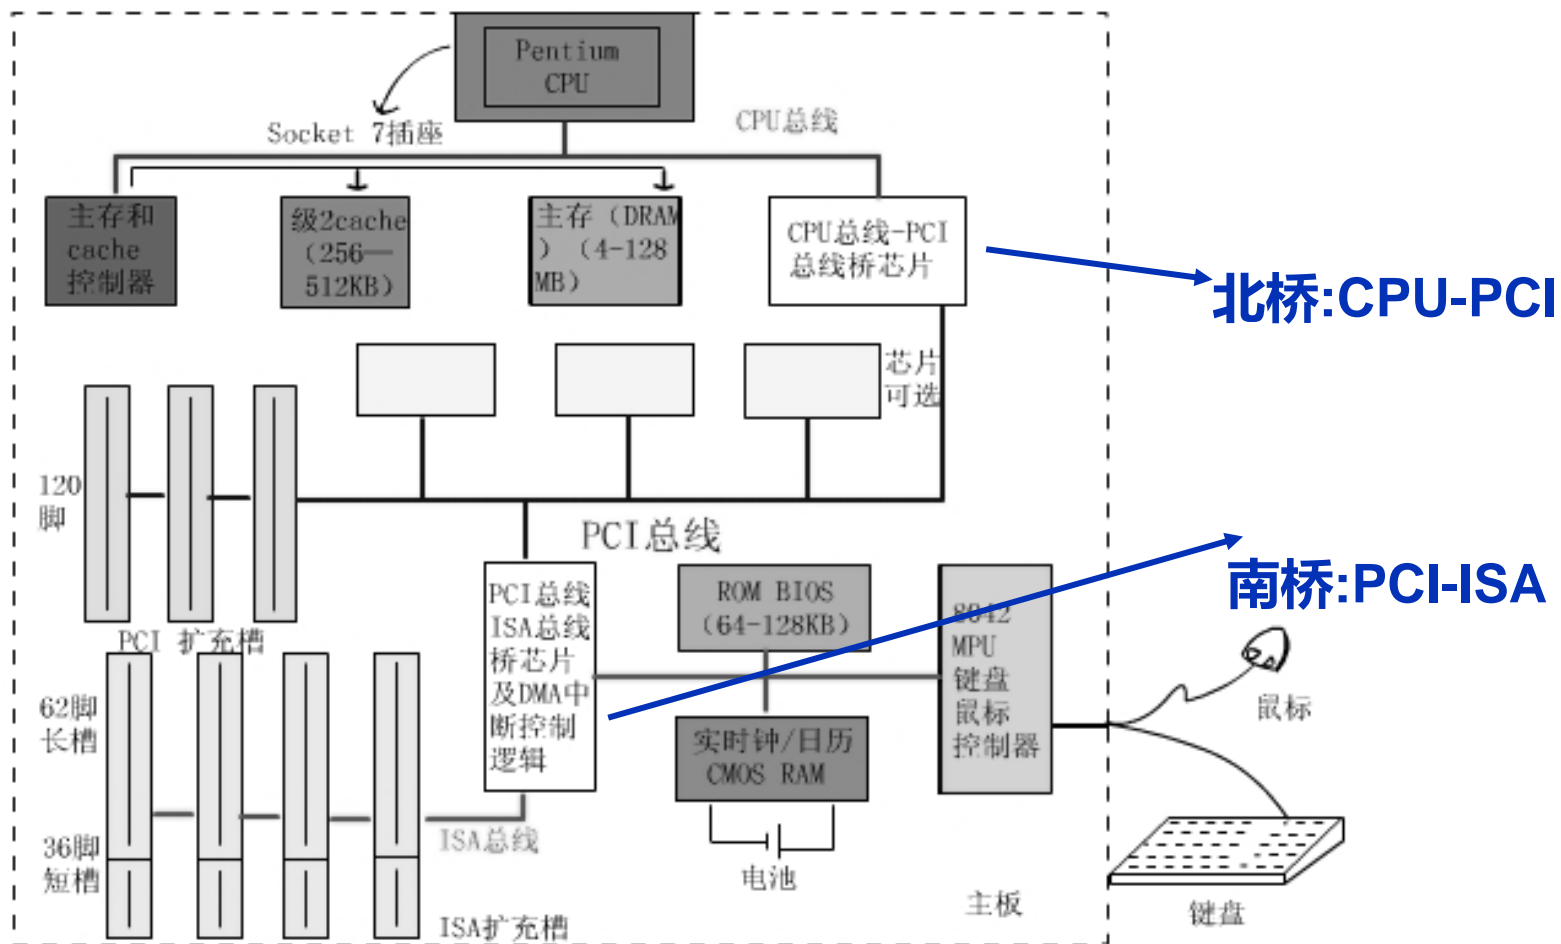 Pentium
CPU
Socket 7插座
CPU总线
主存和
cache
控制器
级2cache
(256—
512KB)
主存（DRAM
）（4-128
MB)
CPU总线-PCI
总线桥芯片
北桥:CPU-PCI
芯片
可选
120
脚
PCI总线
PCI 扩充槽
南桥:PCI-ISA
PCI总线
ISA总线
桥芯片
及DMA中
断控制
逻辑
ROM BIOS
(64-128KB)
8042
MPU
键盘
鼠标
控制器
鼠标
62脚
长槽
实时钟/日历
CMOS RAM
ISA总线
36脚
短槽
电池
主板
键盘
ISA扩充槽